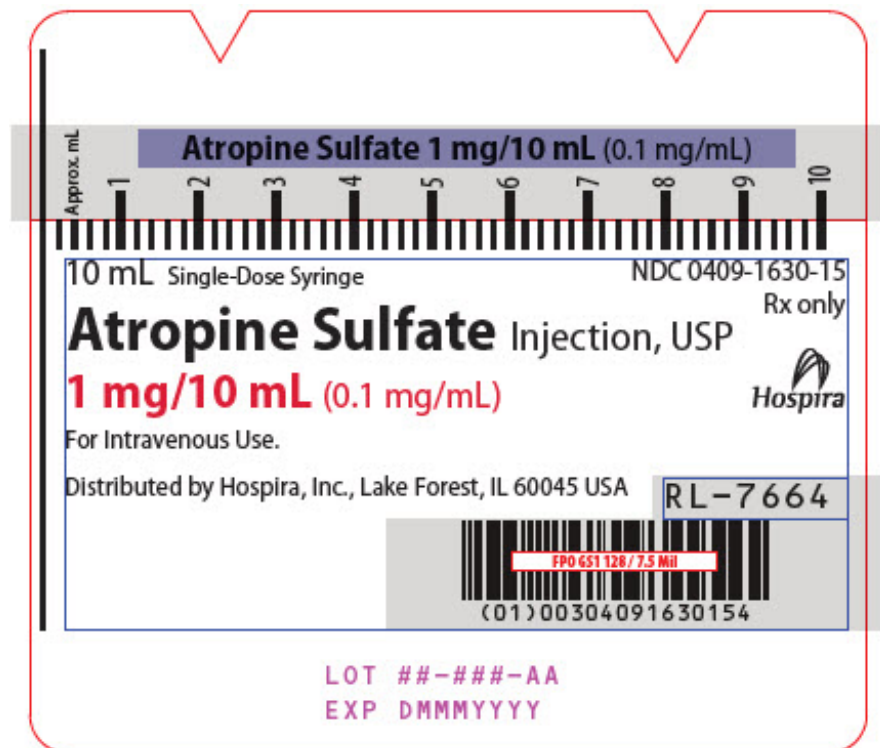 Approx. mL
Atropine Sulfate 1 mg/10 mL (0.1 mg/mL)
1 2 3 4 5 6 7 8 9 10
10 mL Single-Dose Syringe
NDC 0409-1630-15
Rx only
Atropine Sulfate Injection, USP
1 mg/10 mL (0.1 mg/mL)
Hospira
For Intravenous Use.
Distributed by Hospira, Inc., Lake Forest, IL 60045 USA
RL-7664
FPO GS1 128 / 7.5 Mil
(01)00304091630154
LOT ##-###-AA
EXP DMMMYYYY